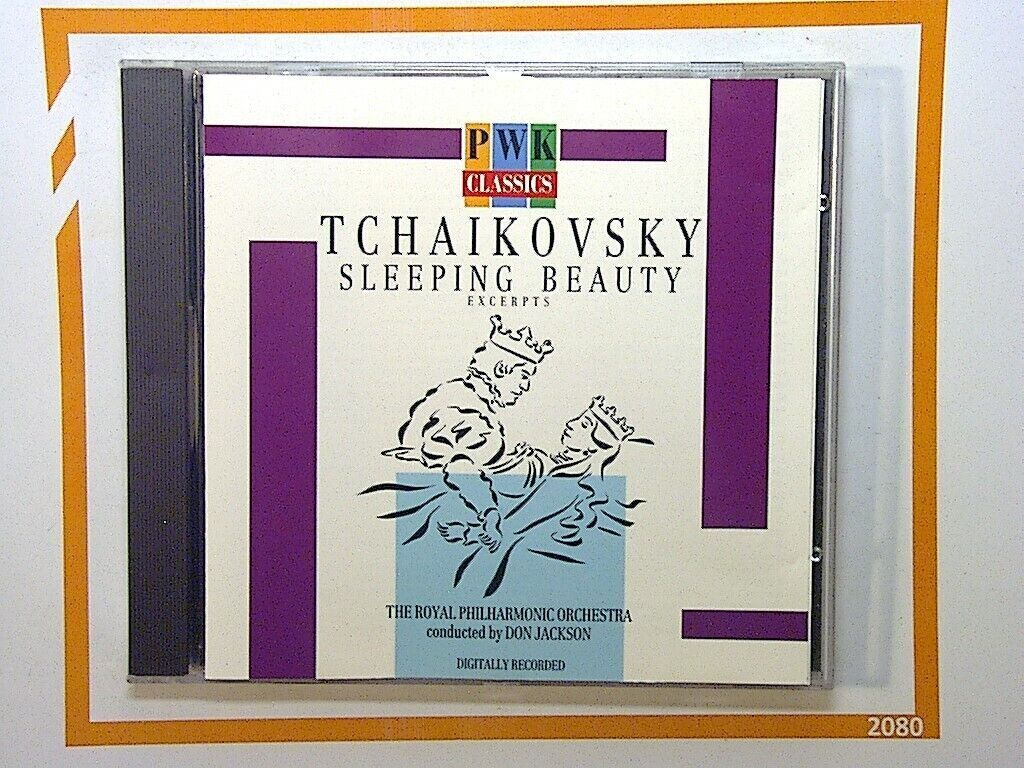 PWK
CLASSICS
TCHAIKOVSKY
SLEEPING BEAUTY
EXCERPTS
THE ROYAL PHILHARMONIC ORCHESTRA
conducted by DON JACKSON
DIGITALLY RECORDED
2080